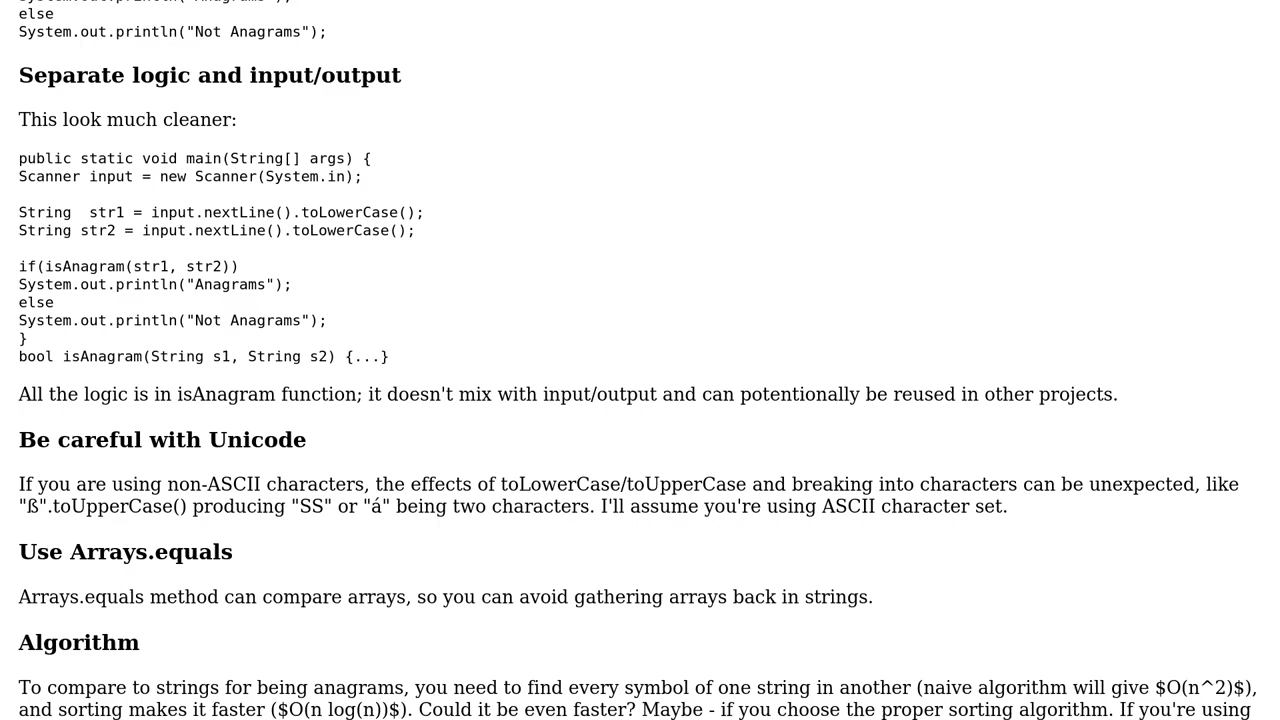 System.out.println("Anagrams");
else
System.out.println("Not Anagrams");
Separate logic and input/output
This look much cleaner:
public static void main(String[] args) {
Scanner input = new Scanner(System.in);
String  str1 = input.nextLine().toLowerCase();
String str2 = input.nextLine().toLowerCase();
if(isAnagram(str1, str2))
System.out.println("Anagrams");
else
System.out.println("Not Anagrams");
}
bool isAnagram(String s1, String s2) {...}
All the logic is in isAnagram function; it doesn't mix with input/output and can potentially be reused in other projects.
Be careful with Unicode
If you are using non-ASCII characters, the effects of toLowerCase/toUpperCase and breaking into characters can be unexpected, like
"ß".toUpperCase() producing "SS" or "á" being two characters. I'll assume you're using ASCII character set.
Use Arrays.equals
Arrays.equals method can compare arrays, so you can avoid gathering arrays back in strings.
Algorithm
To compare to strings for being anagrams, you need to find every symbol of one string in another (naive algorithm will give $O(n^2)$),
and sorting makes it faster ($O(n log(n))$). Could it be even faster? Maybe - if you choose the proper sorting algorithm. If you're using